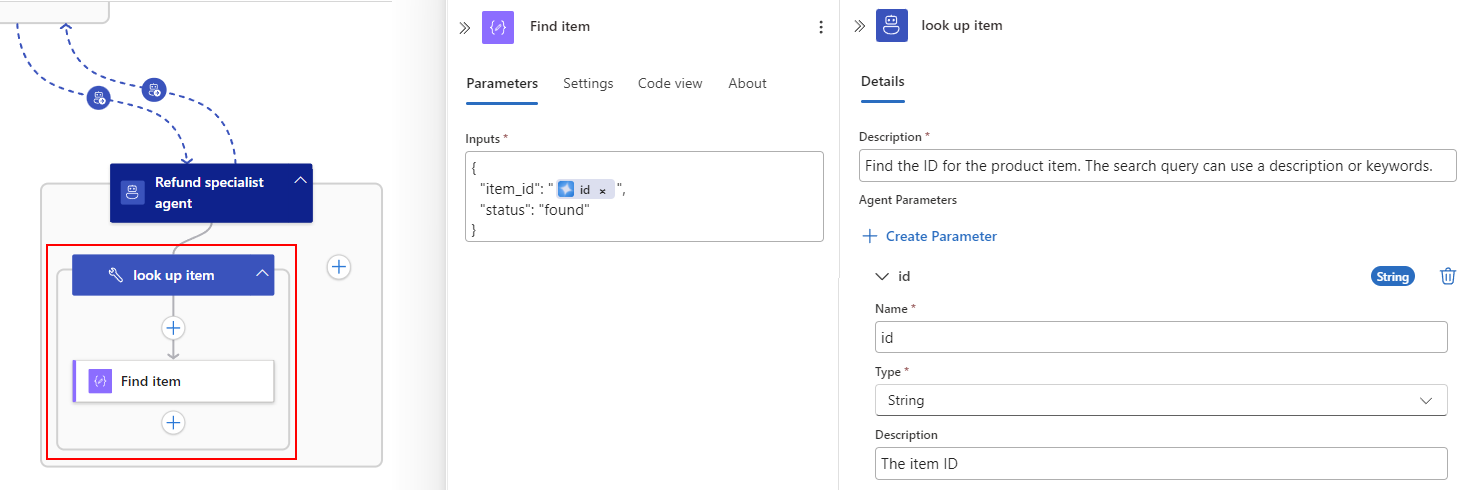 Refund specialist
agent
look up item
Find item
Find item
Parameters Settings Code view About
Inputs *
{
"item_id": " id × ",
"status": "found"
}
look up item
Details
Description *
Find the ID for the product item. The search query can use a description or keywords.
Agent Parameters
Create Parameter
id String
Name *
id
Type *
String
Description
The item ID